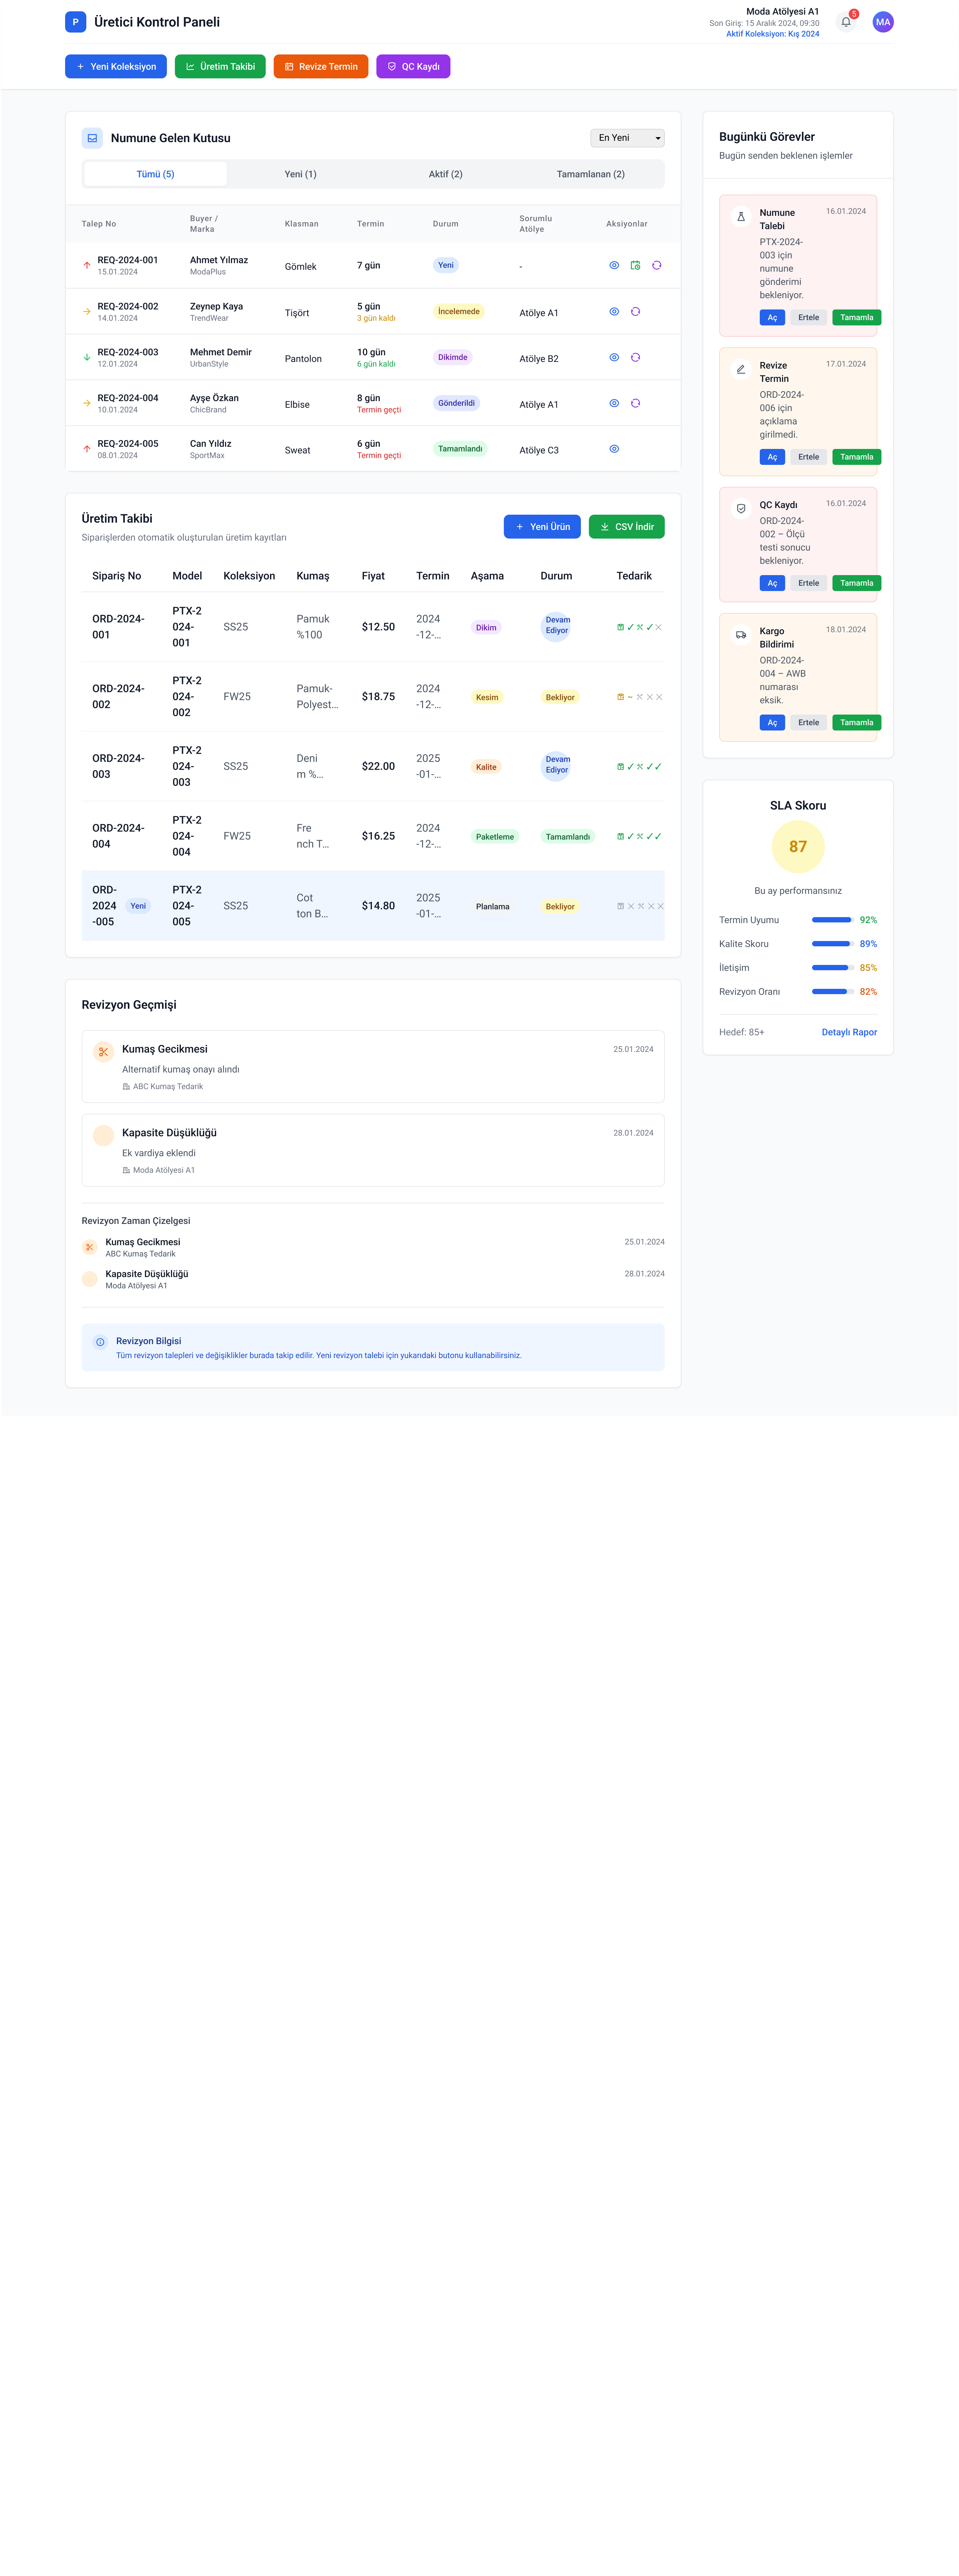 P Üretici Kontrol Paneli
Moda Atölyesi A1
Son Giriş: 15 Aralık 2024, 09:30
Aktif Koleksiyon: Kış 2024
5
MA
Yeni Koleksiyon Üretim Takibi Revize Termin QC Kaydı
Numune Gelen Kutusu En Yeni
Tümü (5) Yeni (1) Aktif (2) Tamamlanan (2)
Talep No Buyer / Marka Klasman Termin Durum Sorumlu Atölye Aksiyonlar
REQ-2024-001 Ahmet Yılmaz Gömlek 7 gün Yeni -
15.01.2024 ModaPlus
REQ-2024-002 Zeynep Kaya Tişört 5 gün İncelemede Atölye A1
14.01.2024 TrendWear 3 gün kaldı
REQ-2024-003 Mehmet Demir Pantolon 10 gün Dikimde Atölye B2
12.01.2024 UrbanStyle 6 gün kaldı
REQ-2024-004 Ayşe Özkan Elbise 8 gün Gönderildi Atölye A1
10.01.2024 ChicBrand Termin geçti
REQ-2024-005 Can Yıldız Sweat 6 gün Tamamlandı Atölye C3
08.01.2024 SportMax Termin geçti
Üretim Takibi
Siparişlerden otomatik oluşturulan üretim kayıtları
Yeni Ürün CSV İndir
Sipariş No Model Koleksiyon Kumaş Fiyat Termin Aşama Durum Tedarik
ORD-2024-001 PTX-2024-001 SS25 Pamuk %100 $12.50 2024-12-... Dikim Devam Ediyor ✓ ✓ ✕
ORD-2024-002 PTX-2024-002 FW25 Pamuk-Polyest... $18.75 2024-12-... Kesim Bekliyor ~ ✕ ✕
ORD-2024-003 PTX-2024-003 SS25 Denim %... $22.00 2025-01-... Kalite Devam Ediyor ✓ ✓ ✓
ORD-2024-004 PTX-2024-004 FW25 French T... $16.25 2024-12-... Paketleme Tamamlandı ✓ ✓ ✓
ORD-2024-005 Yeni PTX-2024-005 SS25 Cotton B... $14.80 2025-01-... Planlama Bekliyor ✕ ✕ ✕
Revizyon Geçmişi
Kumaş Gecikmesi 25.01.2024
Alternatif kumaş onayı alındı
ABC Kumaş Tedarik
Kapasite Düşüklüğü 28.01.2024
Ek vardiya eklendi
Moda Atölyesi A1
Revizyon Zaman Çizelgesi
Kumaş Gecikmesi 25.01.2024
ABC Kumaş Tedarik
Kapasite Düşüklüğü 28.01.2024
Moda Atölyesi A1
Revizyon Bilgisi
Tüm revizyon talepleri ve değişiklikler burada takip edilir. Yeni revizyon talebi için yukarıdaki butonu kullanabilirsiniz.
Bugünkü Görevler
Bugün senden beklenen işlemler
Numune Talebi 16.01.2024
PTX-2024-
003 için
numune
gönderimi
bekleniyor.
Aç Ertele Tamamla
Revize Termin 17.01.2024
ORD-2024-
006 için
açıklama
girilmedi.
Aç Ertele Tamamla
QC Kaydı 16.01.2024
ORD-2024-
002 – Ölçü
testi sonucu
bekleniyor.
Aç Ertele Tamamla
Kargo Bildirimi 18.01.2024
ORD-2024-
004 – AWB
numarası
eksik.
Aç Ertele Tamamla
SLA Skoru
87
Bu ay performansınız
Termin Uyumu 92%
Kalite Skoru 89%
İletişim 85%
Revizyon Oranı 82%
Hedef: 85+ Detaylı Rapor